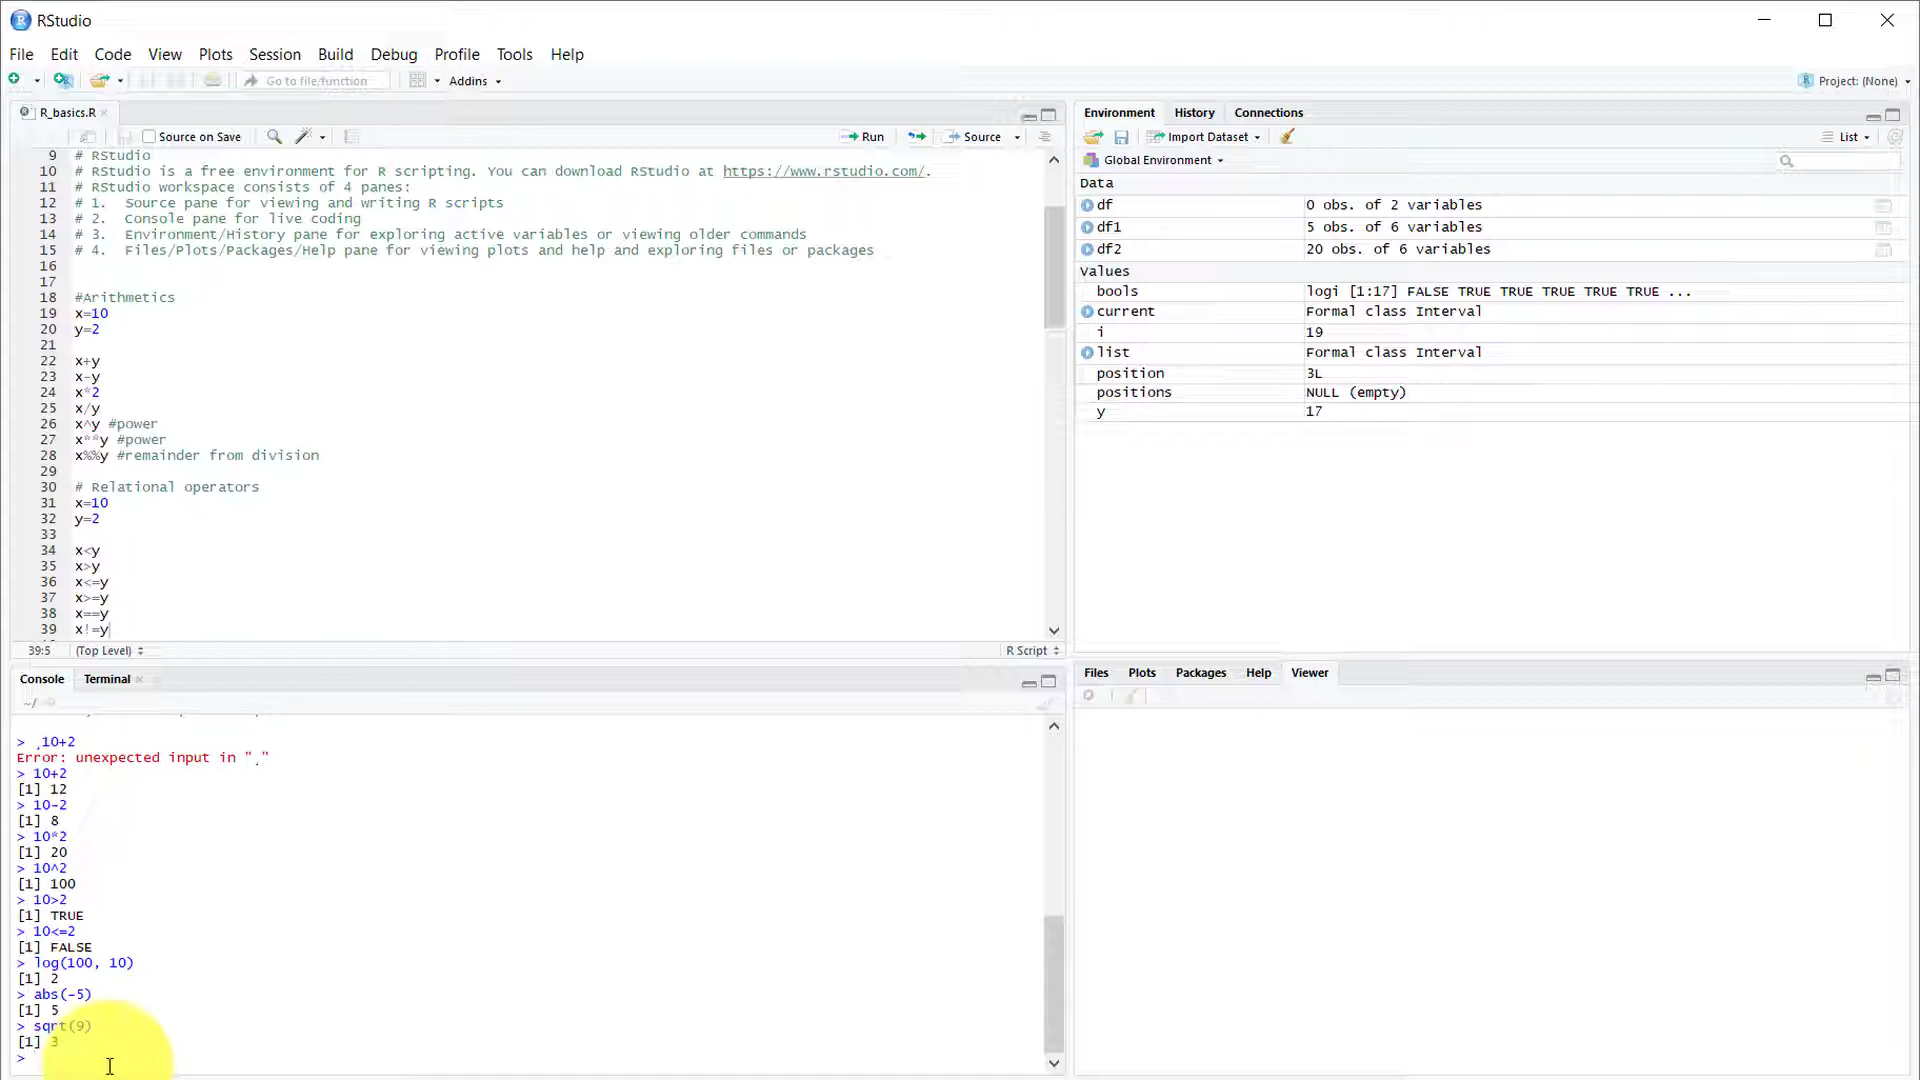 RStudio
File Edit Code View Plots Session Build Debug Profile Tools Help
Go to file/function Addins Project: (None)
R_basics.R
Source on Save Run Source
9 # RStudio
10 # RStudio is a free environment for R scripting. You can download RStudio at https://www.rstudio.com/.
11 # RStudio workspace consists of 4 panes:
12 # 1. Source pane for viewing and writing R scripts
13 # 2. Console pane for live coding
14 # 3. Environment/History pane for exploring active variables or viewing older commands
15 # 4. Files/Plots/Packages/Help pane for viewing plots and help and exploring files or packages
16
17
18 #Arithmetics
19 x=10
20 y=2
21
22 x+y
23 x-y
24 x*2
25 x/y
26 x^y #power
27 x**y #power
28 x%%y #remainder from division
29
30 # Relational operators
31 x=10
32 y=2
33
34 x<y
35 x>y
36 x<=y
37 x>=y
38 x==y
39 x!=y
39:5 (Top Level) R Script
Console Terminal
~/
> ¸10+2
Error: unexpected input in "¸"
> 10+2
[1] 12
> 10-2
[1] 8
> 10*2
[1] 20
> 10^2
[1] 100
> 10>2
[1] TRUE
> 10<=2
[1] FALSE
> log(100, 10)
[1] 2
> abs(-5)
[1] 5
> sqrt(9)
[1] 3
>
Environment History Connections
Import Dataset List
Global Environment
Data
df 0 obs. of 2 variables
df1 5 obs. of 6 variables
df2 20 obs. of 6 variables
Values
bools logi [1:17] FALSE TRUE TRUE TRUE TRUE TRUE ...
current Formal class Interval
i 19
list Formal class Interval
position 3L
positions NULL (empty)
y 17
Files Plots Packages Help Viewer